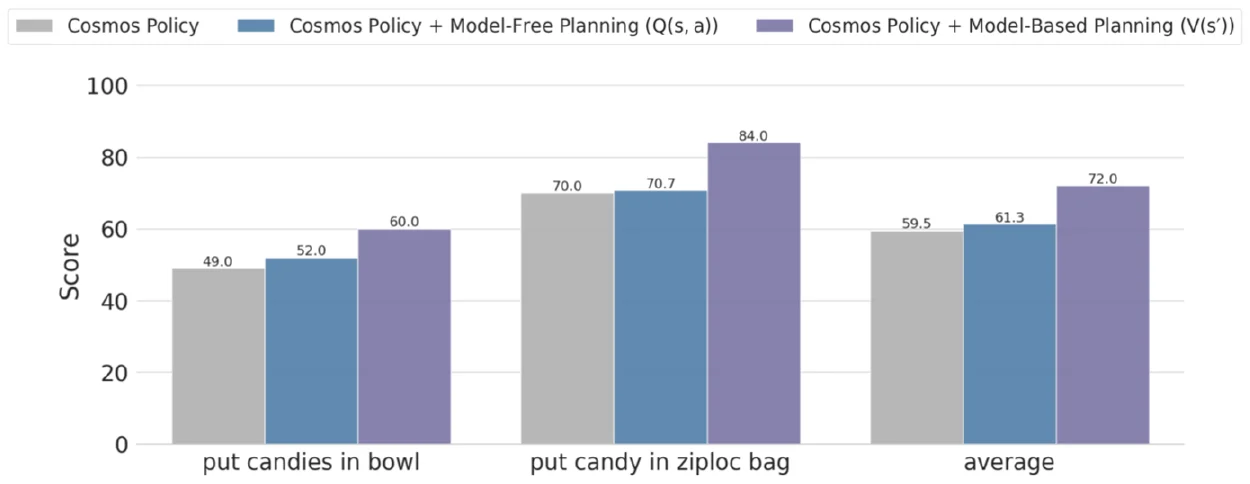 Cosmos Policy Cosmos Policy + Model-Free Planning (Q(s, a)) Cosmos Policy + Model-Based Planning (V(s′))
100
80
60
40
20
0
Score
49.0 52.0 60.0
70.0 70.7 84.0
59.5 61.3 72.0
put candies in bowl put candy in ziploc bag average